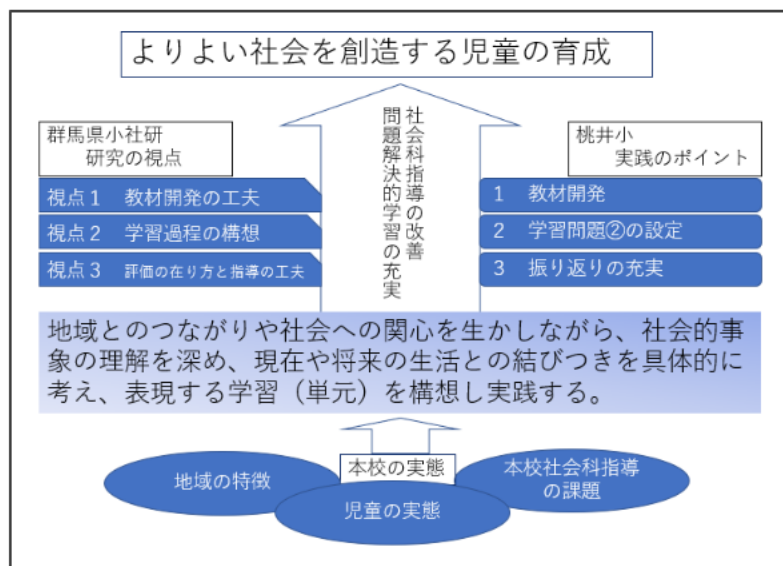 よりよい社会を創造する児童の育成
群馬県小社研
研究の視点
視点1 教材開発の工夫
視点2 学習過程の構想
視点3 評価の在り方と指導の工夫
社会科指導の改善
問題解決的学習の充実
桃井小
実践のポイント
1 教材開発
2 学習問題②の設定
3 振り返りの充実
地域とのつながりや社会への関心を生かしながら、社会的事
象の理解を深め、現在や将来の生活との結びつきを具体的に
考え、表現する学習（単元）を構想し実践する。
本校の実態
地域の特徴
児童の実態
本校社会科指導
の課題